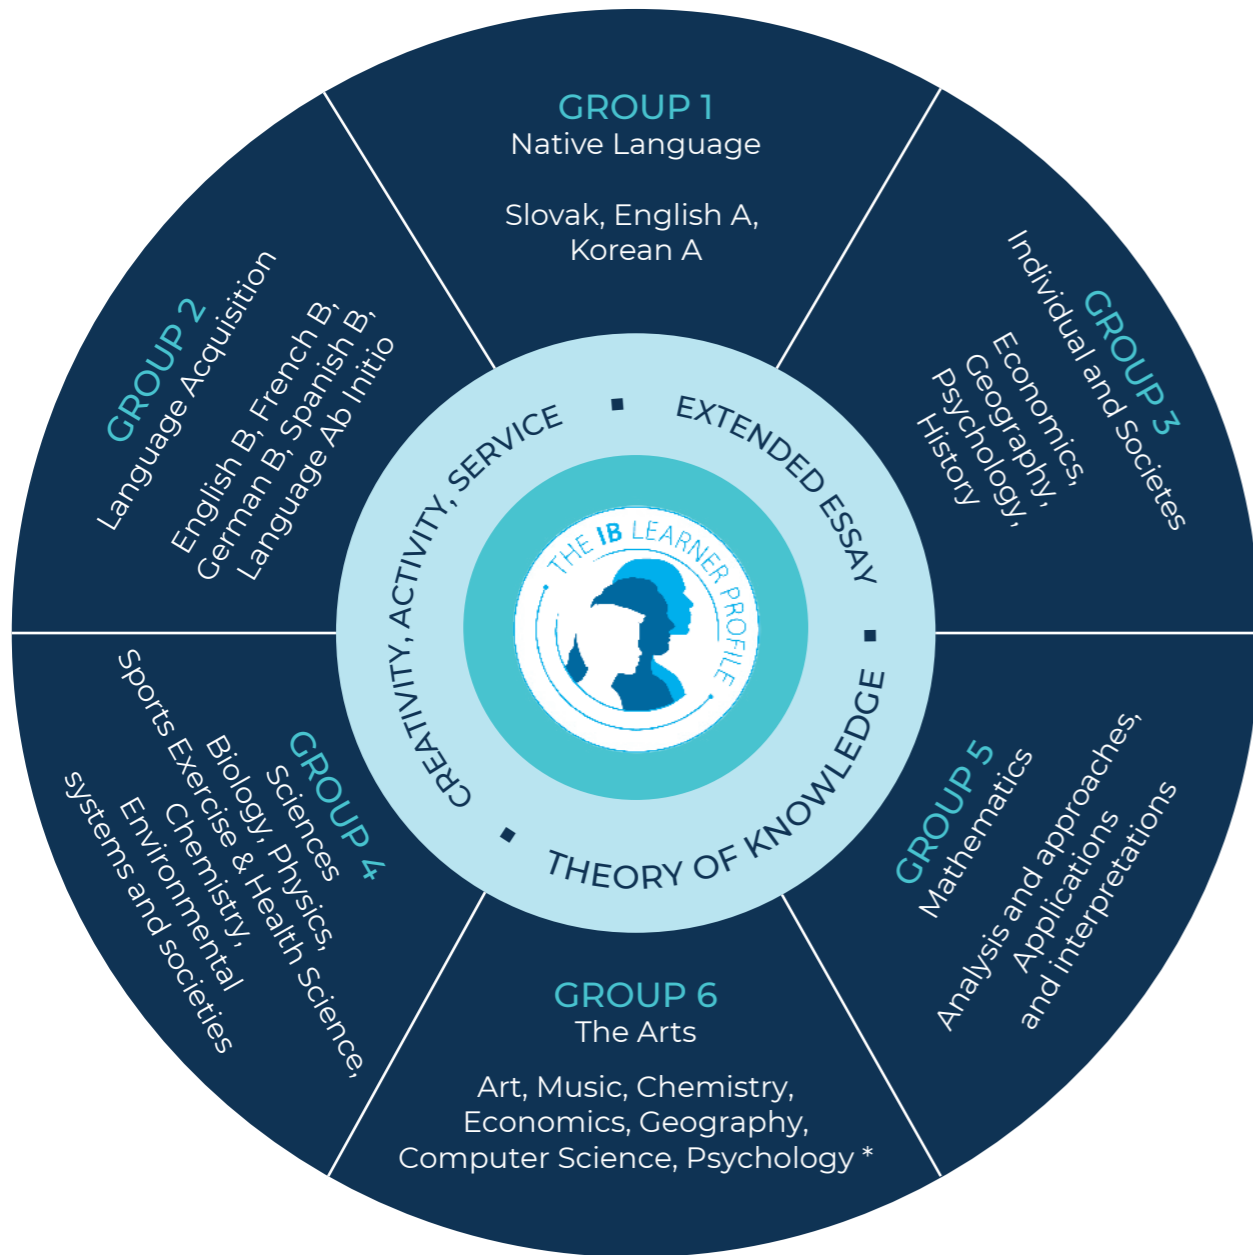 GROUP 1
Native Language
Slovak, English A,
Korean A
GROUP 2
Language Acquisition
English B, French B,
German B, Spanish B,
Language Ab Initio
GROUP 3
Individual and Societes
Economics,
Geography,
Psychology,
History
GROUP 4
Sciences
Biology, Physics,
Sports Exercise & Health Science,
Chemistry,
Environmental
systems and societies
GROUP 5
Mathematics
Analysis and approaches,
Applications
and interpretations
GROUP 6
The Arts
Art, Music, Chemistry,
Economics, Geography,
Computer Science, Psychology *
CREATIVITY, ACTIVITY, SERVICE
EXTENDED ESSAY
THEORY OF KNOWLEDGE
THE IB LEARNER PROFILE